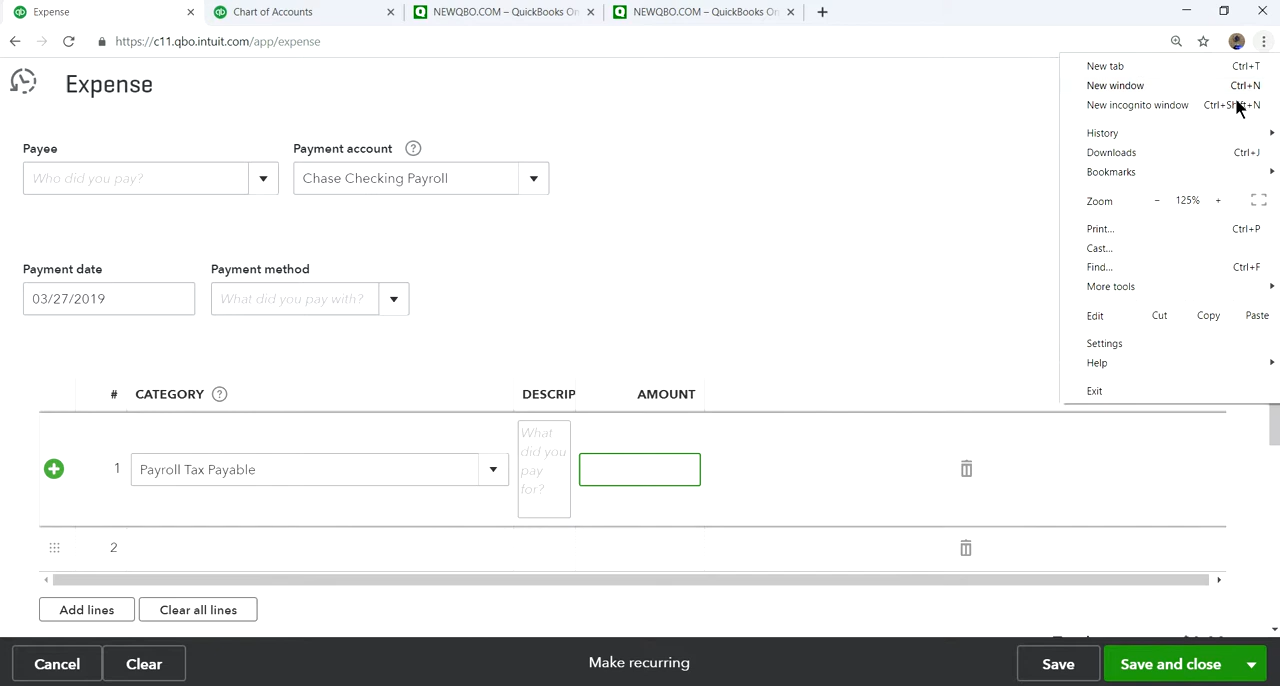 Expense
Chart of Accounts
NEWQBO.COM – QuickBooks On
NEWQBO.COM – QuickBooks On
https://c11.qbo.intuit.com/app/expense
New tab Ctrl+T
New window Ctrl+N
New incognito window Ctrl+Shift+N
History
Downloads Ctrl+J
Bookmarks
Zoom - 125% +
Print... Ctrl+P
Cast...
Find... Ctrl+F
More tools
Edit Cut Copy Paste
Settings
Help
Exit
Expense
Payee
Payment account ?
Who did you pay?
Chase Checking Payroll
Payment date
Payment method
03/27/2019
What did you pay with?
# CATEGORY ? DESCRIP AMOUNT
1 Payroll Tax Payable
What
did you
pay
for?
2
Add lines
Clear all lines
Cancel
Clear
Make recurring
Save
Save and close